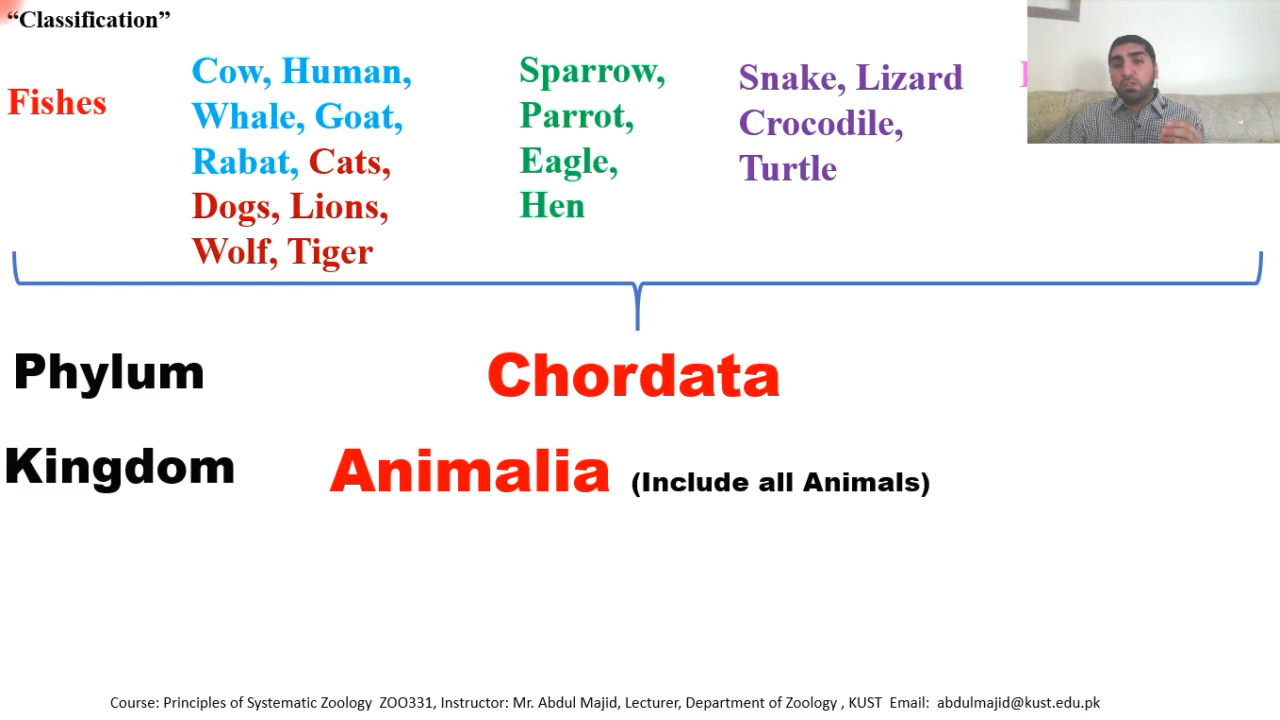 “Classification”
Fishes
Cow, Human,
Whale, Goat,
Rabat, Cats,
Dogs, Lions,
Wolf, Tiger
Sparrow,
Parrot,
Eagle,
Hen
Snake, Lizard
Crocodile,
Turtle
Phylum
Chordata
Kingdom
Animalia (Include all Animals)
Course: Principles of Systematic Zoology ZOO331, Instructor: Mr. Abdul Majid, Lecturer, Department of Zoology , KUST Email: abdulmajid@kust.edu.pk